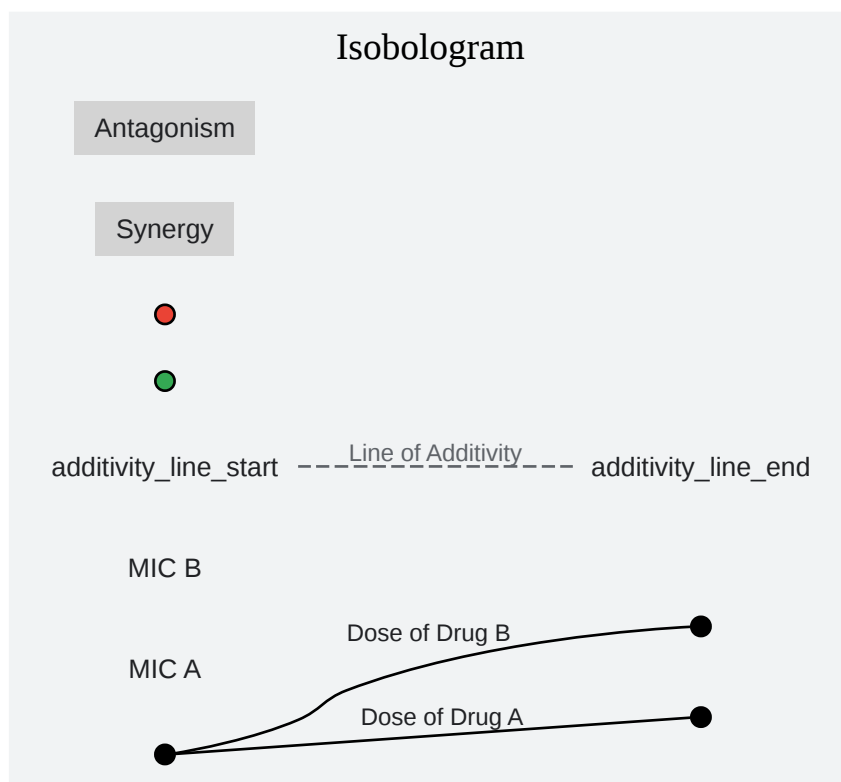 Isobologram
Antagonism
Synergy
Line of Additivity
additivity_line_start
additivity_line_end
MIC B
Dose of Drug B
MIC A
Dose of Drug A